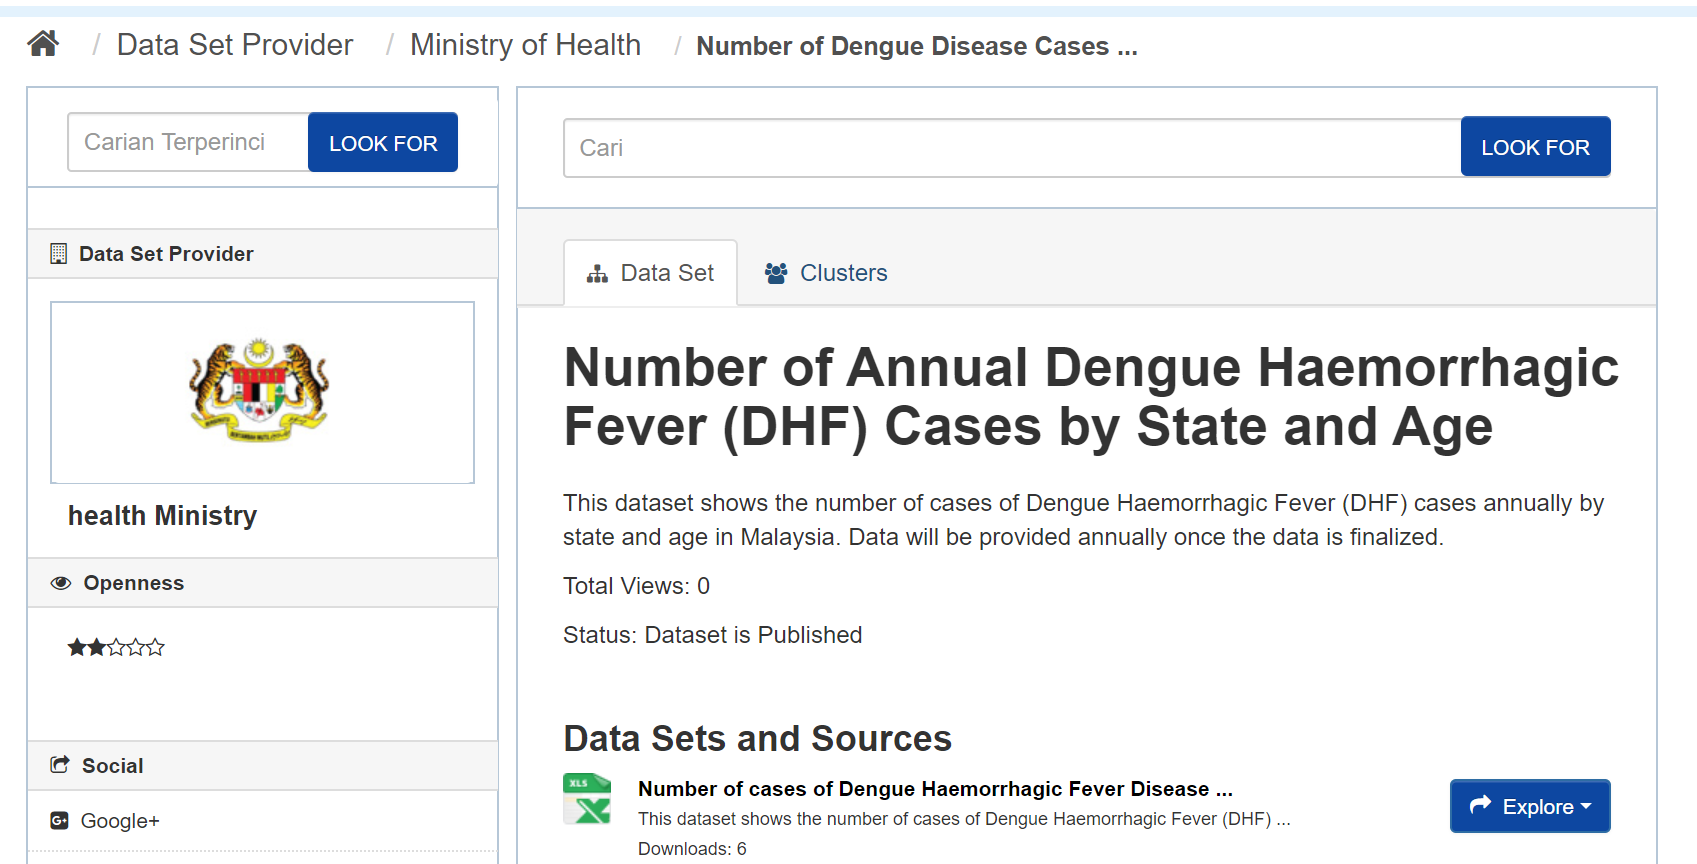 / Data Set Provider / Ministry of Health / Number of Dengue Disease Cases ...
Carian Terperinci LOOK FOR
Data Set Provider
health Ministry
Openness
Social
G+ Google+
Cari LOOK FOR
Data Set Clusters
Number of Annual Dengue Haemorrhagic
Fever (DHF) Cases by State and Age
This dataset shows the number of cases of Dengue Haemorrhagic Fever (DHF) cases annually by
state and age in Malaysia. Data will be provided annually once the data is finalized.
Total Views: 0
Status: Dataset is Published
Data Sets and Sources
XLS
Number of cases of Dengue Haemorrhagic Fever Disease ...
This dataset shows the number of cases of Dengue Haemorrhagic Fever (DHF) ...
Downloads: 6
Explore